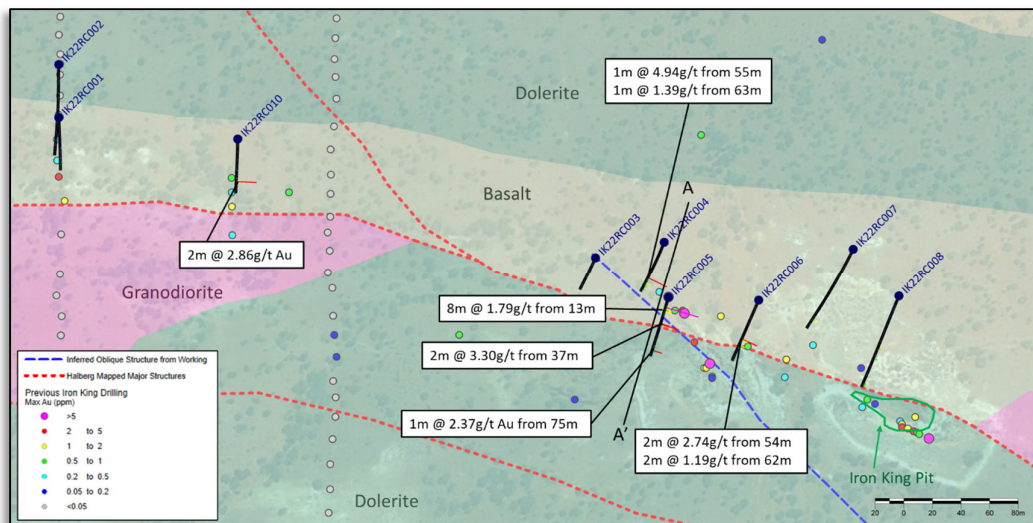 IK22RC002
IK22RC001
IK22RC010
1m @ 4.94g/t from 55m
1m @ 1.39g/t from 63m
Dolerite
Basalt
A
IK22RC003
IK22RC004
IK22RC005
IK22RC006
IK22RC007
IK22RC008
2m @ 2.86g/t Au
Granodiorite
8m @ 1.79g/t from 13m
2m @ 3.30g/t from 37m
1m @ 2.37g/t Au from 75m
A'
2m @ 2.74g/t from 54m
2m @ 1.19g/t from 62m
Iron King Pit
Dolerite
Inferred Oblique Structure from Working
Halberg Mapped Major Structures
Previous Iron King Drilling
Max Au (ppm)
>5
2 to 5
1 to 2
0.5 to 1
0.2 to 0.5
0.05 to 0.2
<0.05
20 0 20 40 60 80m